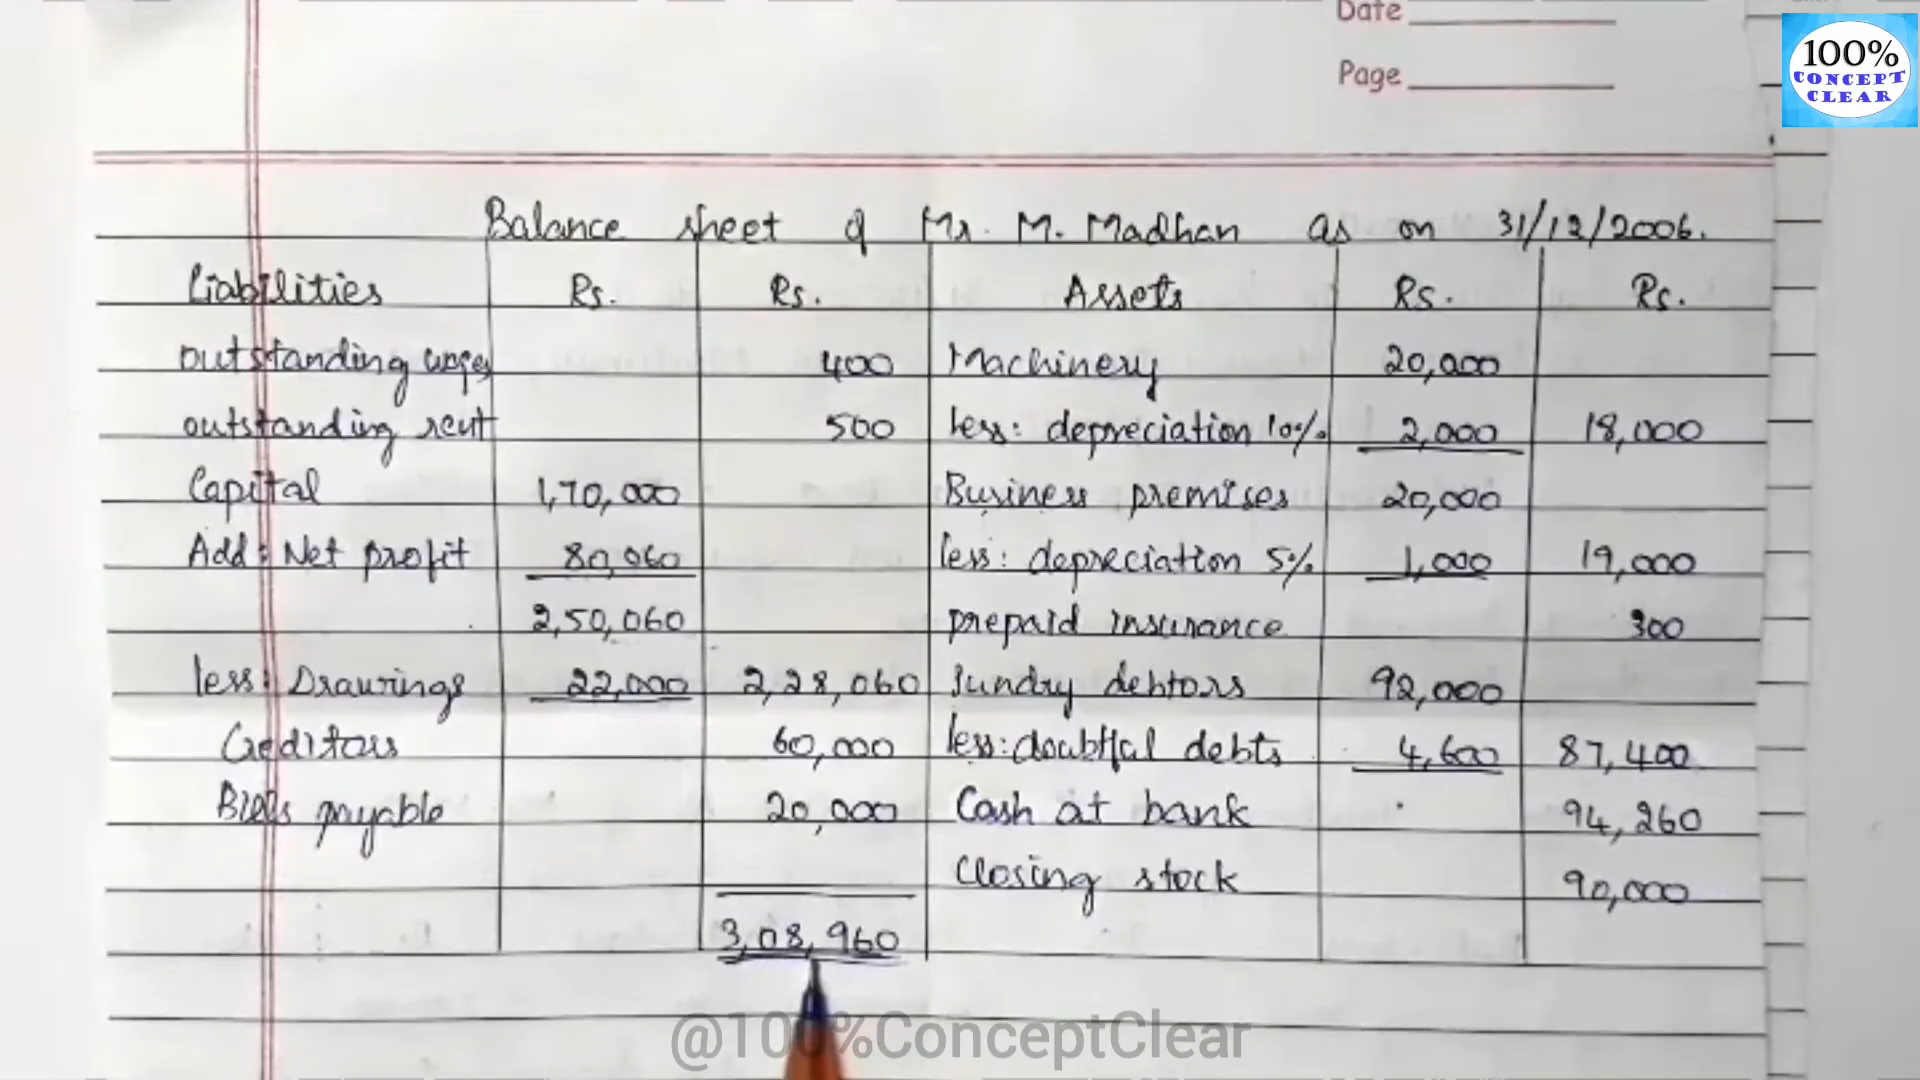 Date
Page
100%
CONCEPT
CLEAR
Balance sheet of Mr. M. Madhan as on 31/12/2006.
Liabilities Rs. Rs. Assets Rs. Rs.
outstanding wages 400 Machinery 20,000
outstanding rent 500 less: depreciation 10% 2,000 18,000
Capital 1,70,000 Business premises 20,000
Add: Net profit 80,060 less: depreciation 5% 1,000 19,000
2,50,060 prepaid insurance 300
less: Drawings 22,000 2,28,060 Sundry debtors 92,000
Creditors 60,000 less: doubtful debts 4,600 87,400
Bills payable 20,000 Cash at bank 94,260
Closing stock 90,000
3,08,960
@100%ConceptClear